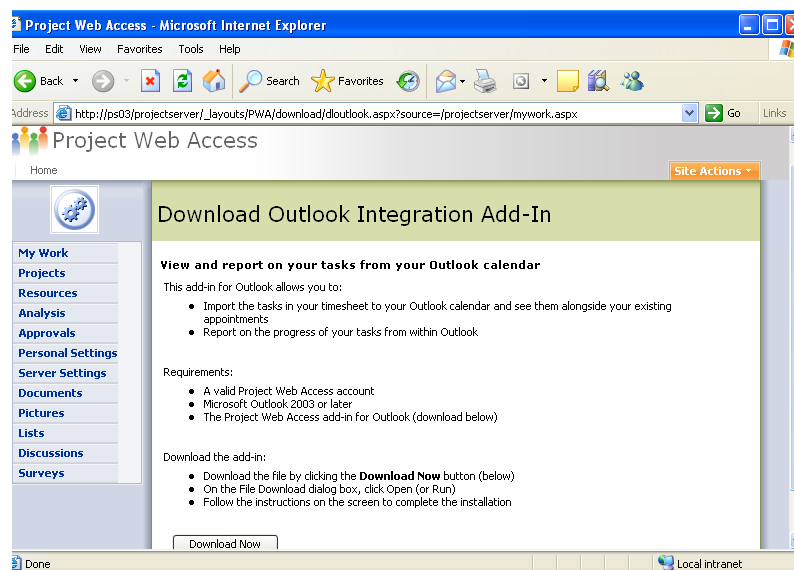 Project Web Access - Microsoft Internet Explorer
File Edit View Favorites Tools Help
Back Search Favorites
Address http://ps03/projectserver/_layouts/PWA/download/dloutlook.aspx?source=/projectserver/mywork.aspx Go Links
Project Web Access
Home
Site Actions
Download Outlook Integration Add-In
My Work
Projects
Resources
Analysis
Approvals
Personal Settings
Server Settings
Documents
Pictures
Lists
Discussions
Surveys
View and report on your tasks from your Outlook calendar
This add-in for Outlook allows you to:
Import the tasks in your timesheet to your Outlook calendar and see them alongside your existing
appointments
Report on the progress of your tasks from within Outlook
Requirements:
A valid Project Web Access account
Microsoft Outlook 2003 or later
The Project Web Access add-in for Outlook (download below)
Download the add-in:
Download the file by clicking the Download Now button (below)
On the File Download dialog box, click Open (or Run)
Follow the instructions on the screen to complete the installation
Download Now
Done Local intranet